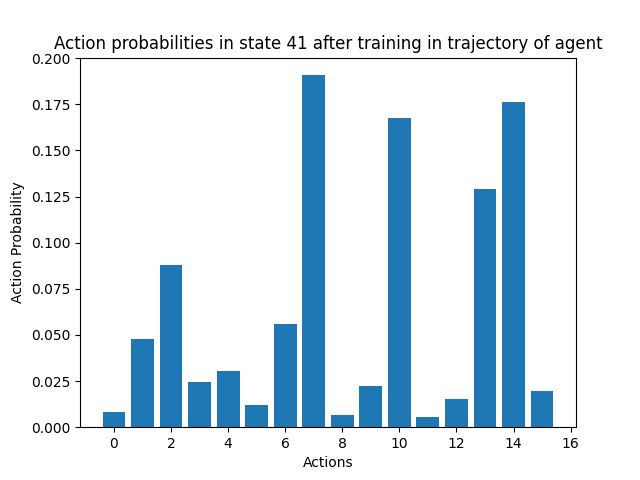 Action probabilities in state 41 after training in trajectory of agent
0.200
0.175
0.150
0.125
0.100
0.075
0.050
0.025
0.000
Action Probability
0 2 4 6 8 10 12 14 16
Actions